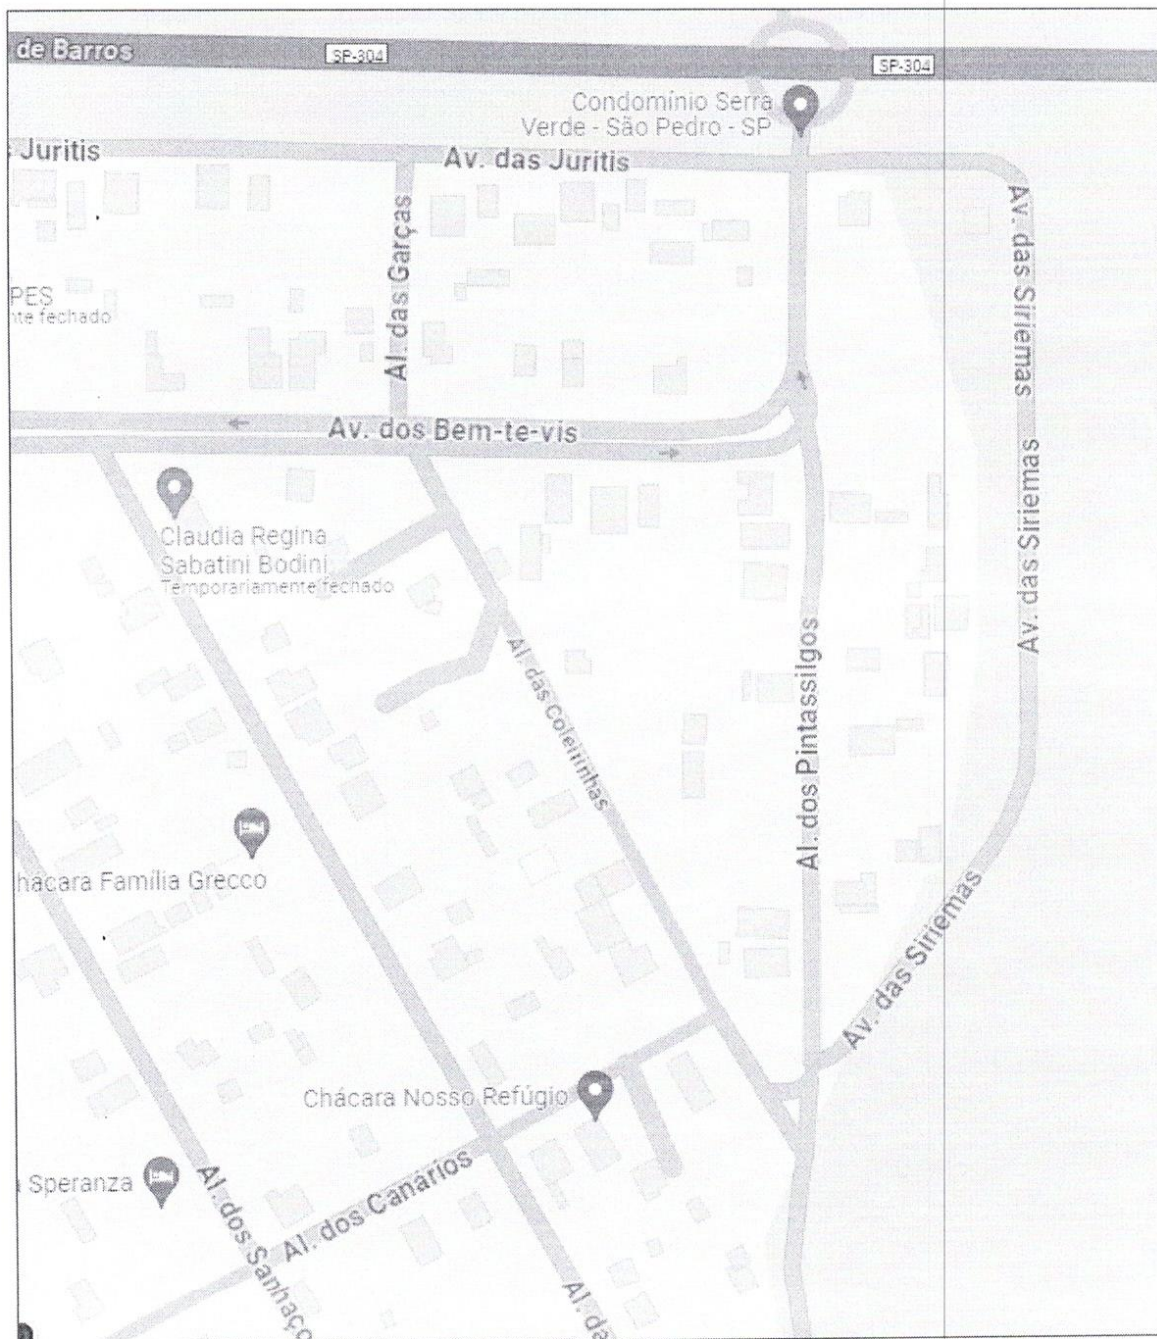 de Barros
SP-304
SP-304
Condomínio Serra
Verde - São Pedro - SP
Juritis
Av. das Juritis
Av. das Siriemas
Al. das Garças
PES
nte fechado
Av. dos Bem-te-vis
Av. das Siriemas
Claudia Regina
Sabatini Bodini
Temporariamente fechado
Al. das Coleirinhas
Al. dos Pintassilgos
hácara Família Grecco
Av. das Siriemas
Chácara Nosso Refúgio
Speranza
Al. dos Canários
Al. dos Sanhaço
Al. da